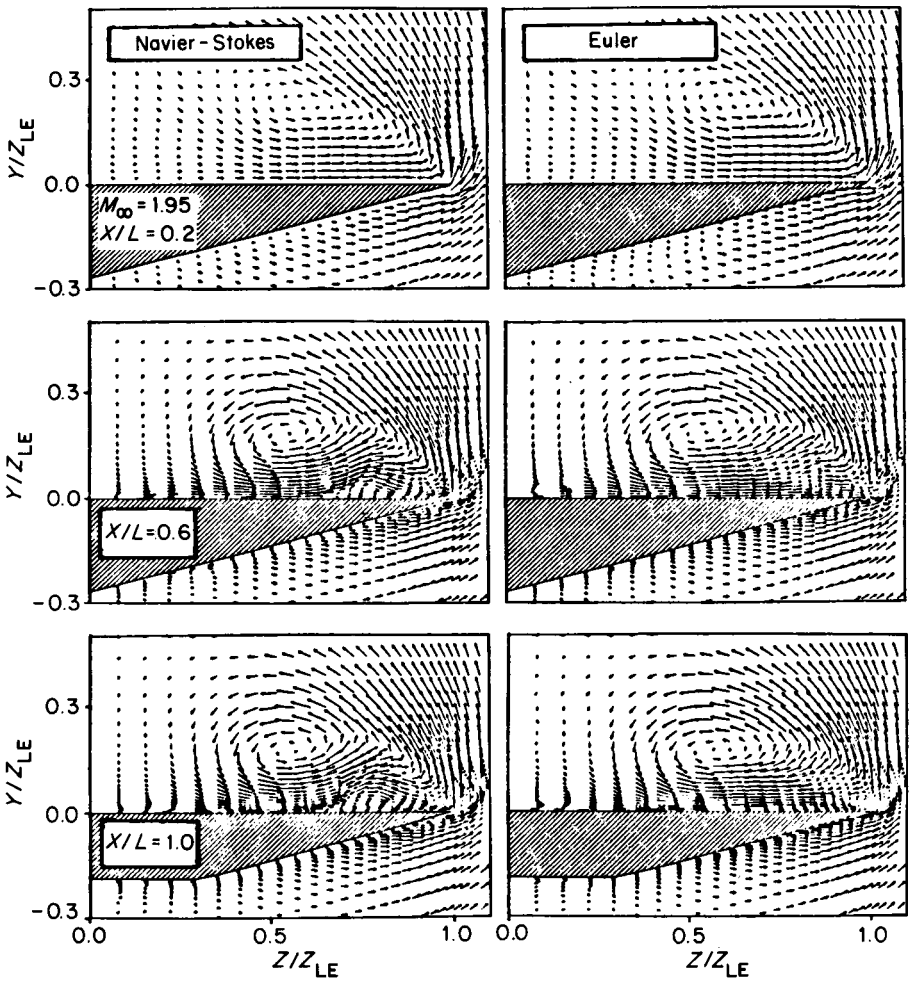 Navier-Stokes
Euler
Y/Z_LE
0.3
0.0
-0.3
M∞ = 1.95
X/L = 0.2
Y/Z_LE
0.3
0.0
-0.3
X/L = 0.6
Y/Z_LE
0.3
0.0
-0.3
X/L = 1.0
0.0
0.5
1.0
Z/Z_LE
0.0
0.5
1.0
Z/Z_LE